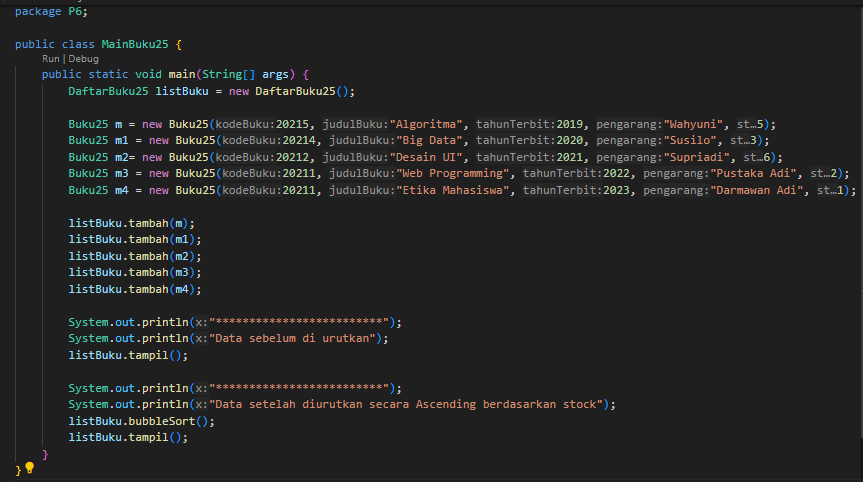 package P6;
public class MainBuku25 {
Run | Debug
public static void main(String[] args) {
DaftarBuku25 listBuku = new DaftarBuku25();
Buku25 m = new Buku25(kodeBuku:20215, judulBuku:"Algoritma", tahunTerbit:2019, pengarang:"Wahyuni", st…5);
Buku25 m1 = new Buku25(kodeBuku:20214, judulBuku:"Big Data", tahunTerbit:2020, pengarang:"Susilo", st…3);
Buku25 m2= new Buku25(kodeBuku:20212, judulBuku:"Desain UI", tahunTerbit:2021, pengarang:"Supriadi", st…6);
Buku25 m3 = new Buku25(kodeBuku:20211, judulBuku:"Web Programming", tahunTerbit:2022, pengarang:"Pustaka Adi", st…2);
Buku25 m4 = new Buku25(kodeBuku:20211, judulBuku:"Etika Mahasiswa", tahunTerbit:2023, pengarang:"Darmawan Adi", st…1);
listBuku.tambah(m);
listBuku.tambah(m1);
listBuku.tambah(m2);
listBuku.tambah(m3);
listBuku.tambah(m4);
System.out.println(x:"*************************");
System.out.println(x:"Data sebelum di urutkan");
listBuku.tampil();
System.out.println(x:"*************************");
System.out.println(x:"Data setelah diurutkan secara Ascending berdasarkan stock");
listBuku.bubbleSort();
listBuku.tampil();
}
}